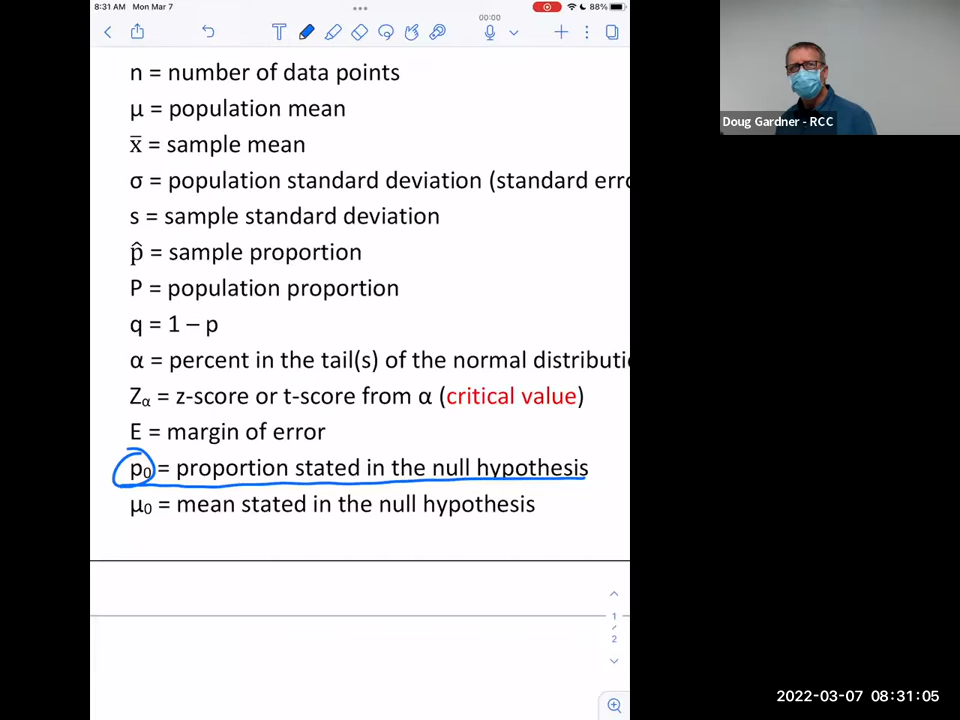 8:31 AM Mon Mar 7
88%
00:00
T
n = number of data points
μ = population mean
x̅ = sample mean
σ = population standard deviation (standard erro
s = sample standard deviation
p̂ = sample proportion
P = population proportion
q = 1 – p
α = percent in the tail(s) of the normal distributi
Zα = z-score or t-score from α (critical value)
E = margin of error
p₀ = proportion stated in the null hypothesis
μ₀ = mean stated in the null hypothesis
1
/
2
Doug Gardner - RCC
2022-03-07 08:31:05